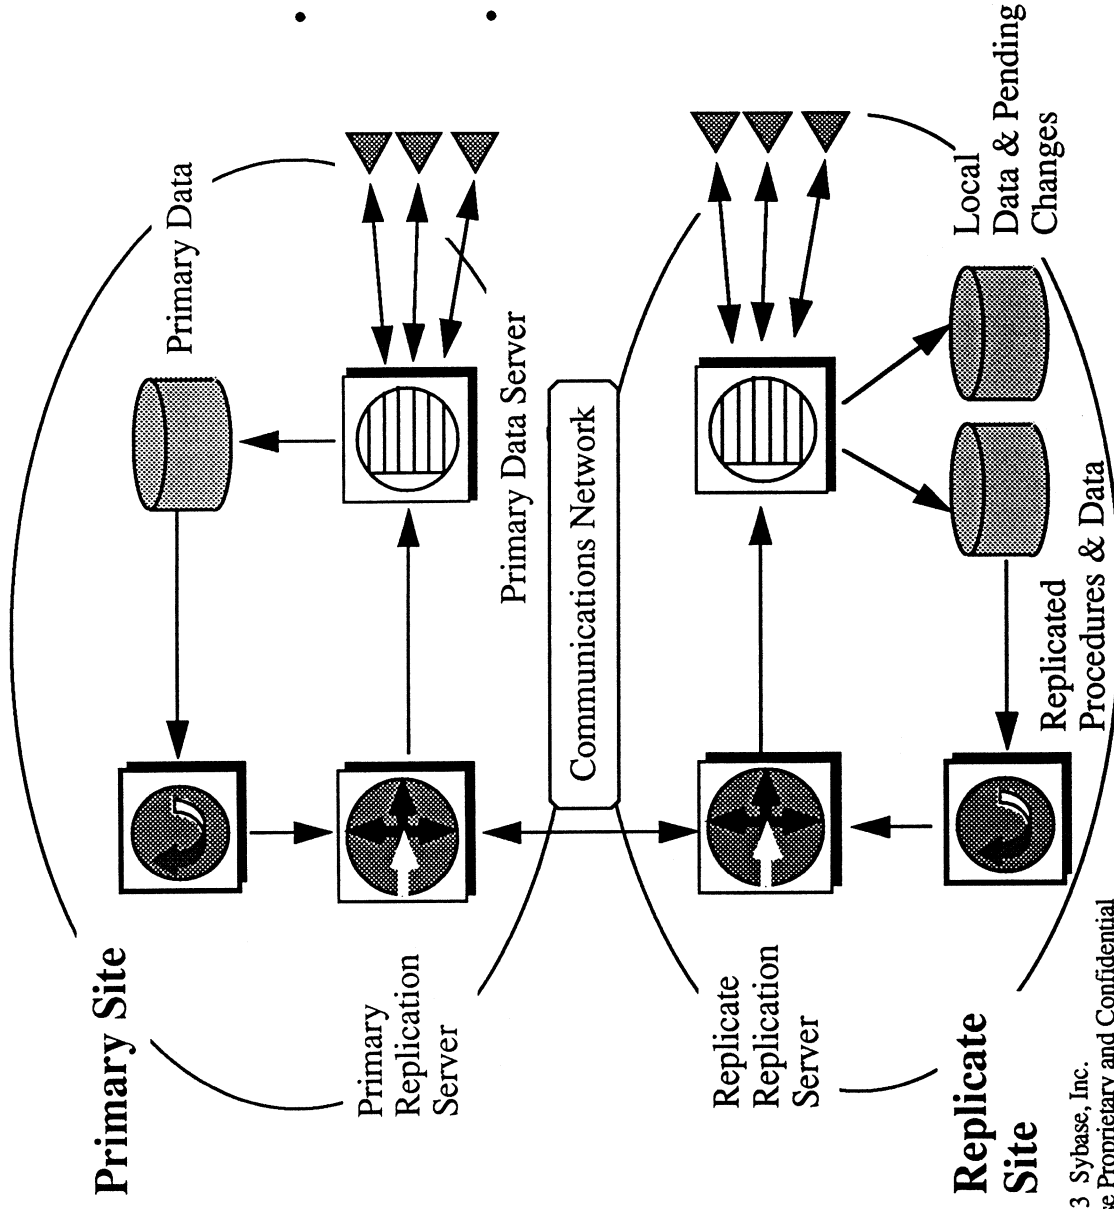 Primary Site
Primary Data
Primary
Replication
Server
Primary Data Server
Communications Network
Replicate
Replication
Server
Replicate
Site
Replicated
Procedures & Data
Local
Data & Pending
Changes
3 Sybase, Inc.
Proprietary and Confidential